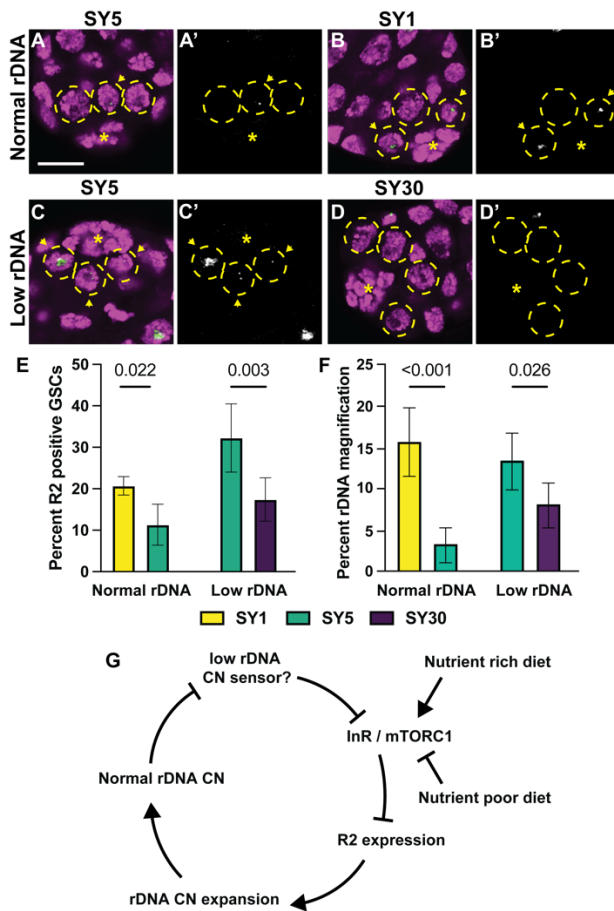 SY5 SY1
Normal rDNA
A A' B B'
*
*
*
*
SY5 SY30
Low rDNA
C C' D D'
*
*
*
*
E F
0.022 0.003 <0.001 0.026
Percent R2 positive GSCs
50
40
30
20
10
0
Normal rDNA Low rDNA
Percent rDNA magnification
25
20
15
10
5
0
Normal rDNA Low rDNA
SY1 SY5 SY30
G
low rDNA
CN sensor?
Nutrient rich diet
InR / mTORC1
Normal rDNA CN
Nutrient poor diet
R2 expression
rDNA CN expansion